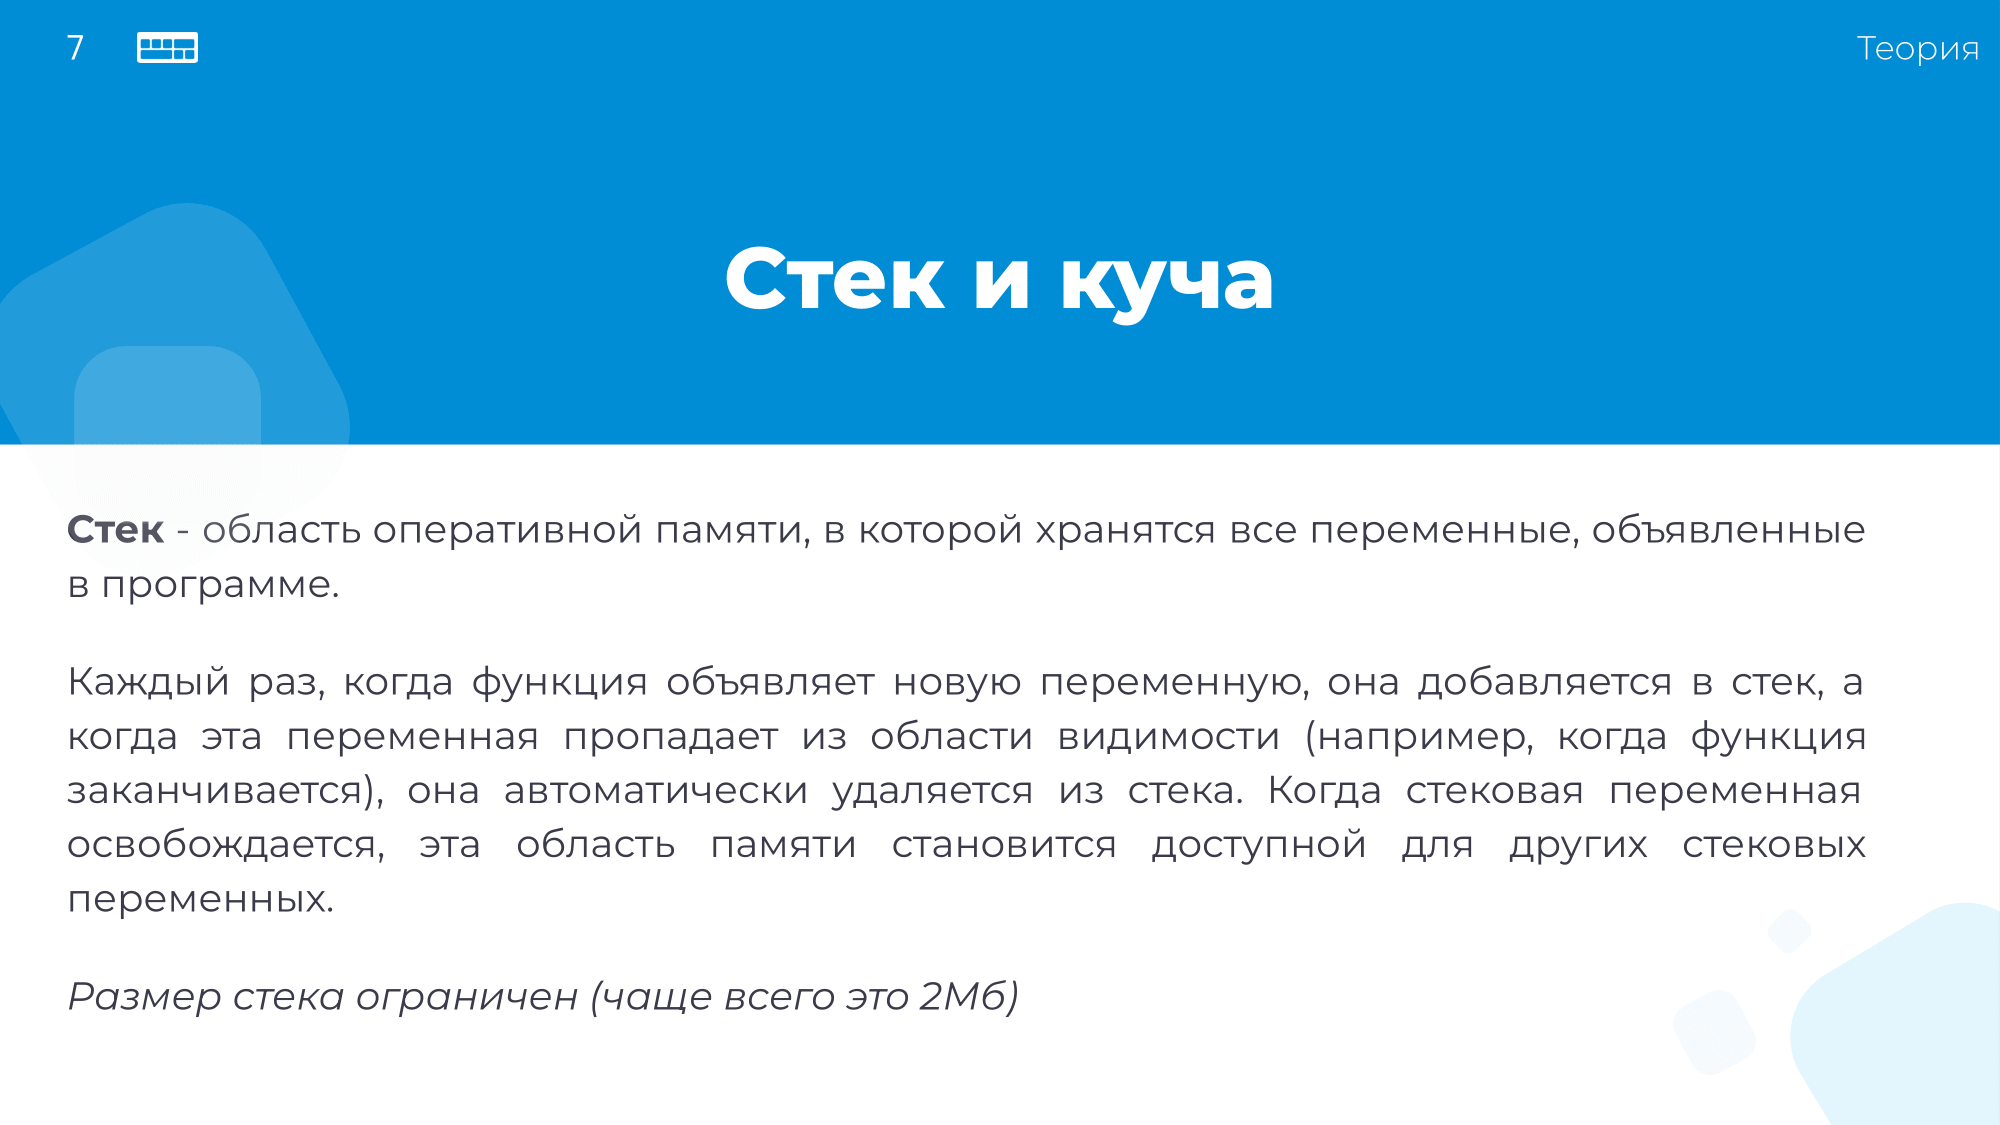 7
Теория
Стек и куча
Стек - область оперативной памяти, в которой хранятся все переменные, объявленные
в программе.
Каждый раз, когда функция объявляет новую переменную, она добавляется в стек, а
когда эта переменная пропадает из области видимости (например, когда функция
заканчивается), она автоматически удаляется из стека. Когда стековая переменная
освобождается, эта область памяти становится доступной для других стековых
переменных.
Размер стека ограничен (чаще всего это 2Мб)